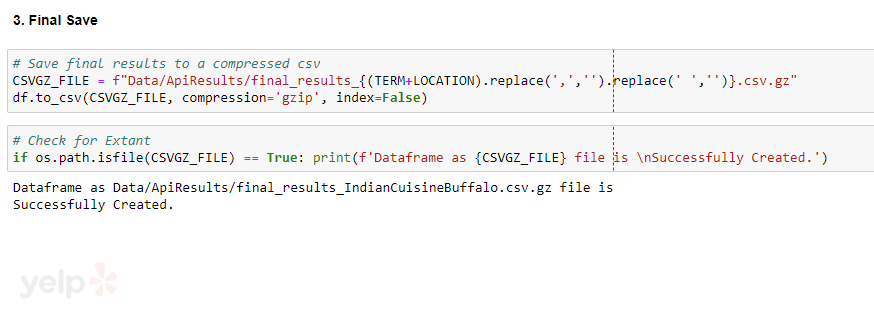 3. Final Save
# Save final results to a compressed csv
CSVGZ_FILE = f"Data/ApiResults/final_results_{(TERM+LOCATION).replace(',','').replace(' ','')}.csv.gz"
df.to_csv(CSVGZ_FILE, compression='gzip', index=False)
# Check for Extant
if os.path.isfile(CSVGZ_FILE) == True: print(f'Dataframe as {CSVGZ_FILE} file is \nSuccessfully Created.')
Dataframe as Data/ApiResults/final_results_IndianCuisineBuffalo.csv.gz file is
Successfully Created.
yelp